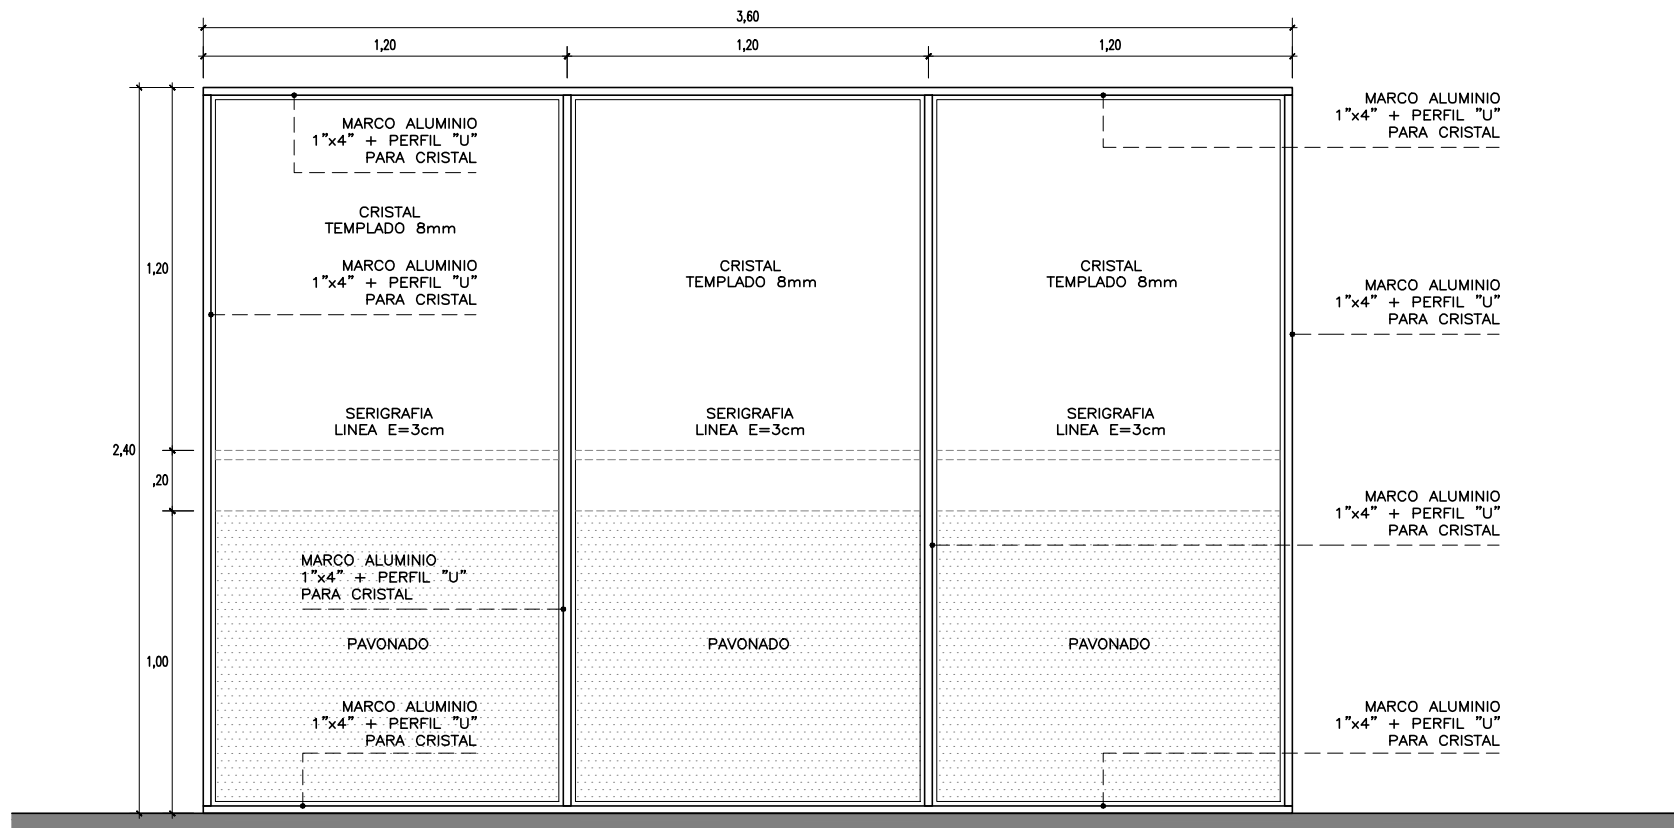 3,60
1,20
1,20
1,20
MARCO ALUMINIO
1"x4" + PERFIL "U"
PARA CRISTAL
MARCO ALUMINIO
1"x4" + PERFIL "U"
PARA CRISTAL
CRISTAL
TEMPLADO 8mm
1,20
MARCO ALUMINIO
1"x4" + PERFIL "U"
PARA CRISTAL
CRISTAL
TEMPLADO 8mm
CRISTAL
TEMPLADO 8mm
MARCO ALUMINIO
1"x4" + PERFIL "U"
PARA CRISTAL
SERIGRAFIA
LINEA E=3cm
SERIGRAFIA
LINEA E=3cm
SERIGRAFIA
LINEA E=3cm
2,40
,20
MARCO ALUMINIO
1"x4" + PERFIL "U"
PARA CRISTAL
MARCO ALUMINIO
1"x4" + PERFIL "U"
PARA CRISTAL
1,00
PAVONADO
PAVONADO
PAVONADO
MARCO ALUMINIO
1"x4" + PERFIL "U"
PARA CRISTAL
MARCO ALUMINIO
1"x4" + PERFIL "U"
PARA CRISTAL